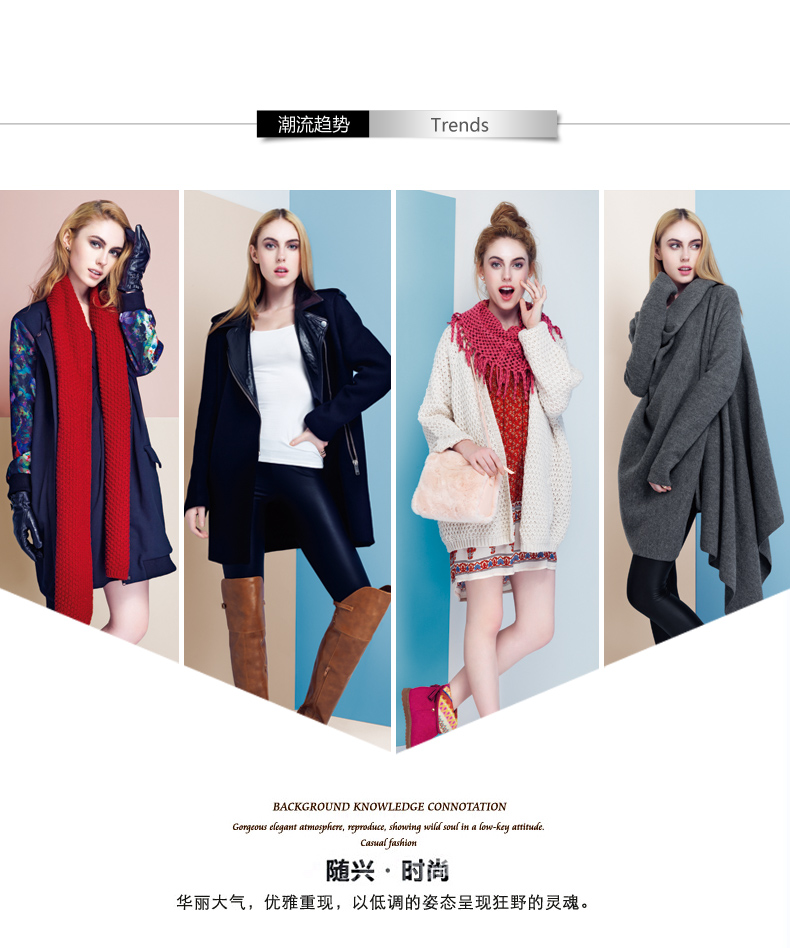 潮流趋势 Trends
BACKGROUND KNOWLEDGE CONNOTATION
Gorgeous elegant atmosphere, reproduce, showing wild soul in a low-key attitude.
Casual fashion
随兴·时尚
华丽大气，优雅重现，以低调的姿态呈现狂野的灵魂。